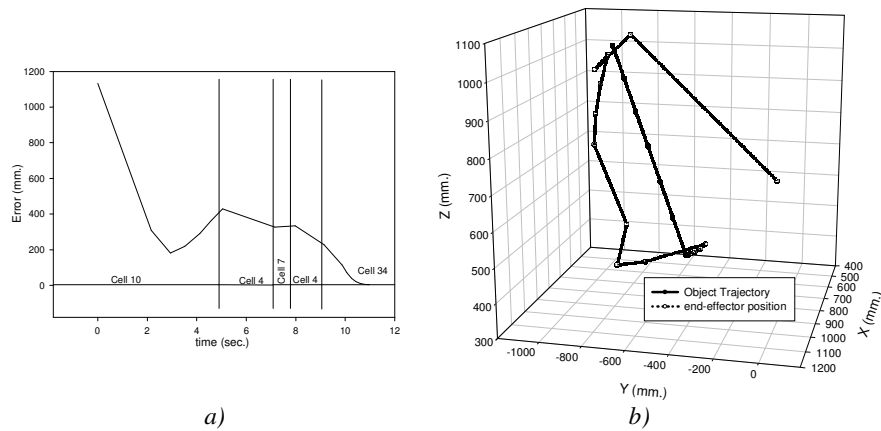 1200
1000
800
600
400
200
0
Error (mm.)
Cell 10
Cell 4
Cell 7
Cell 4
Cell 34
0 2 4 6 8 10 12
time (sec.)
a)
1100
1000
900
800
700
600
500
400
300
Z (mm.)
-1000 -800 -600 -400 -200 0
Y (mm.)
400
500
600
700
800
900
1000
1100
1200
X (mm.)
Object Trajectory
end-effector position
b)